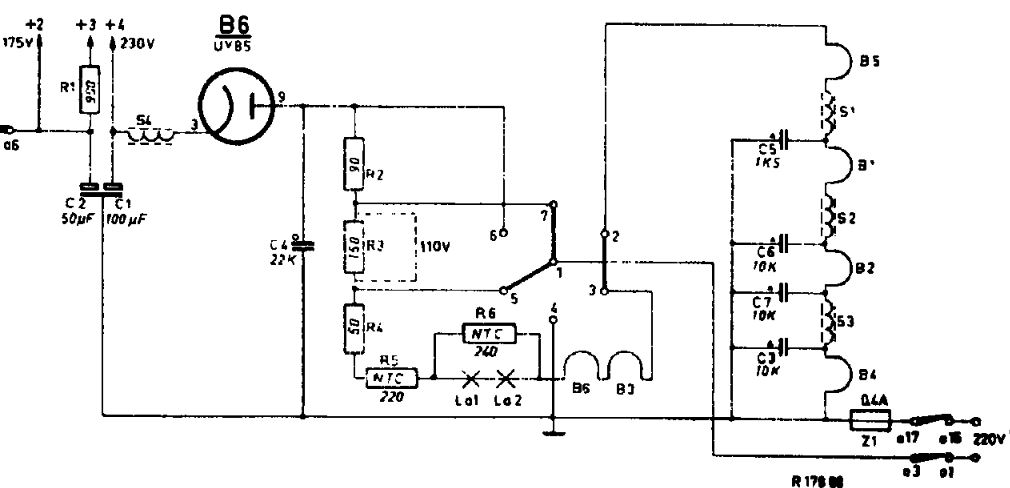 +2
175V
+3
+4
230V
B6
UY85
R1
900
S4
3
9
a6
C2
50µF
C1
100µF
90
R2
150
R3
110V
C4
22K
6
7
1
5
2
3
4
50
R4
R5
NTC
220
R6
NTC
240
La1
La2
B6
B3
B5
S1
C5
1K5
B1
S2
C6
10K
B2
C7
10K
S3
C3
10K
B4
0.4A
Z1
a17
a16
220V
a3
a1